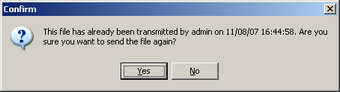 Confirm
This file has already been transmitted by admin on 11/08/07 16:44:58. Are you
sure you want to send the file again?
Yes No